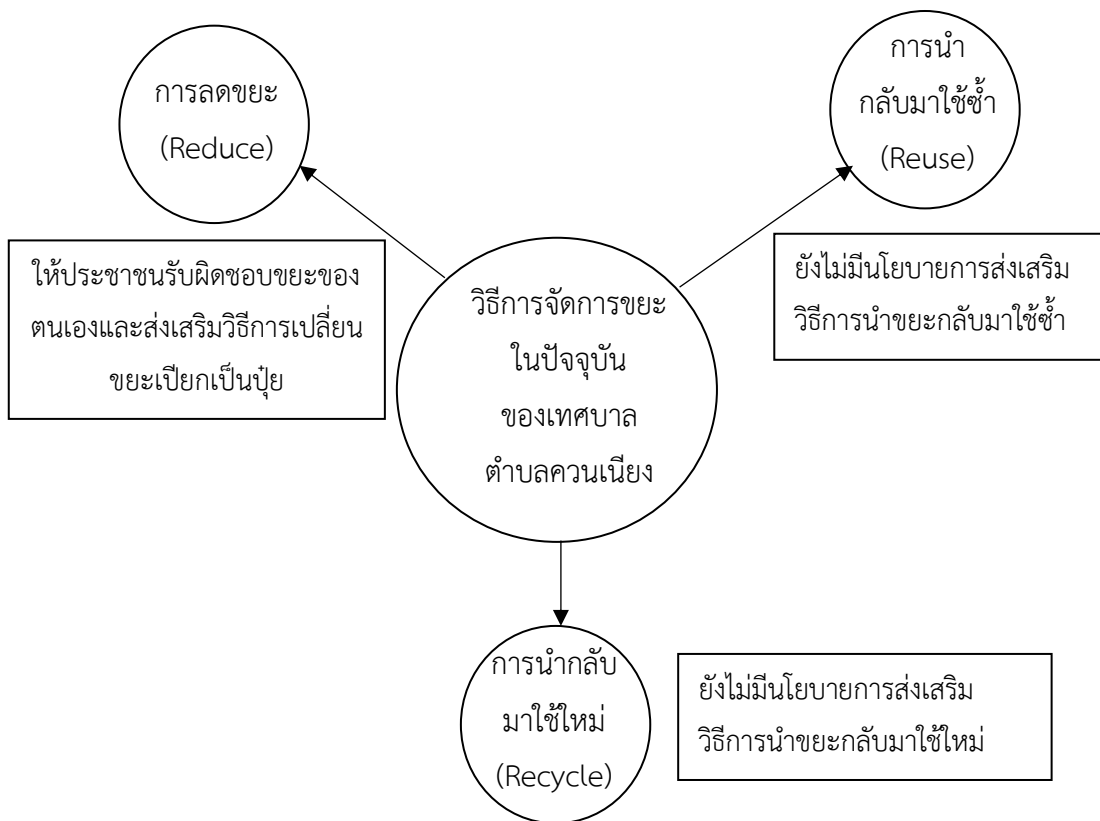 การลดขยะ
(Reduce)
การนำ
กลับมาใช้ซ้ำ
(Reuse)
ให้ประชาชนรับผิดชอบขยะของ
ตนเองและส่งเสริมวิธีการเปลี่ยน
ขยะเปียกเป็นปุ๋ย
วิธีการจัดการขยะ
ในปัจจุบัน
ของเทศบาล
ตำบลควนเนียง
ยังไม่มีนโยบายการส่งเสริม
วิธีการนำขยะกลับมาใช้ซ้ำ
การนำกลับ
มาใช้ใหม่
(Recycle)
ยังไม่มีนโยบายการส่งเสริม
วิธีการนำขยะกลับมาใช้ใหม่